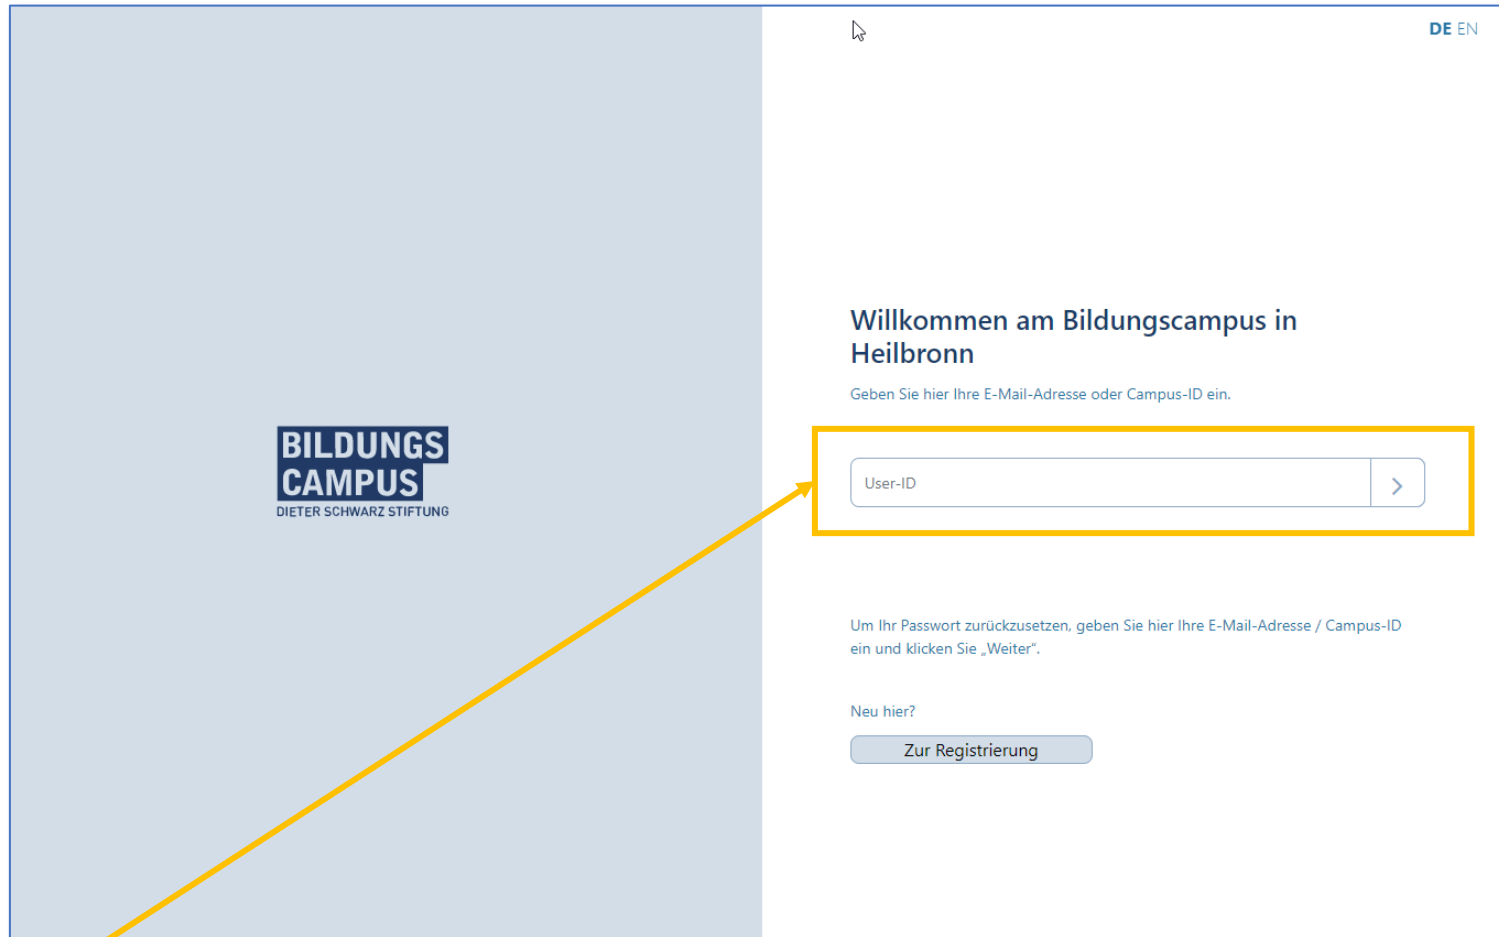 DE EN
Willkommen am Bildungscampus in
Heilbronn
Geben Sie hier Ihre E-Mail-Adresse oder Campus-ID ein.
BILDUNGS
CAMPUS
DIETER SCHWARZ STIFTUNG
User-ID
Um Ihr Passwort zurückzusetzen, geben Sie hier Ihre E-Mail-Adresse / Campus-ID
ein und klicken Sie „Weiter“.
Neu hier?
Zur Registrierung